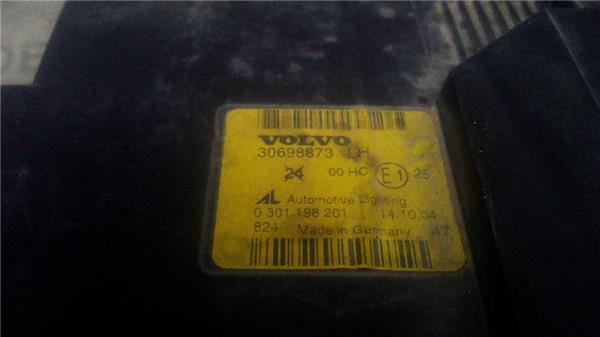 VOLVO
30698873 LH
24 00 HC E1 25
AL Automotive Lighting
0 301 198 201 14.10.04
824 Made in Germany 47